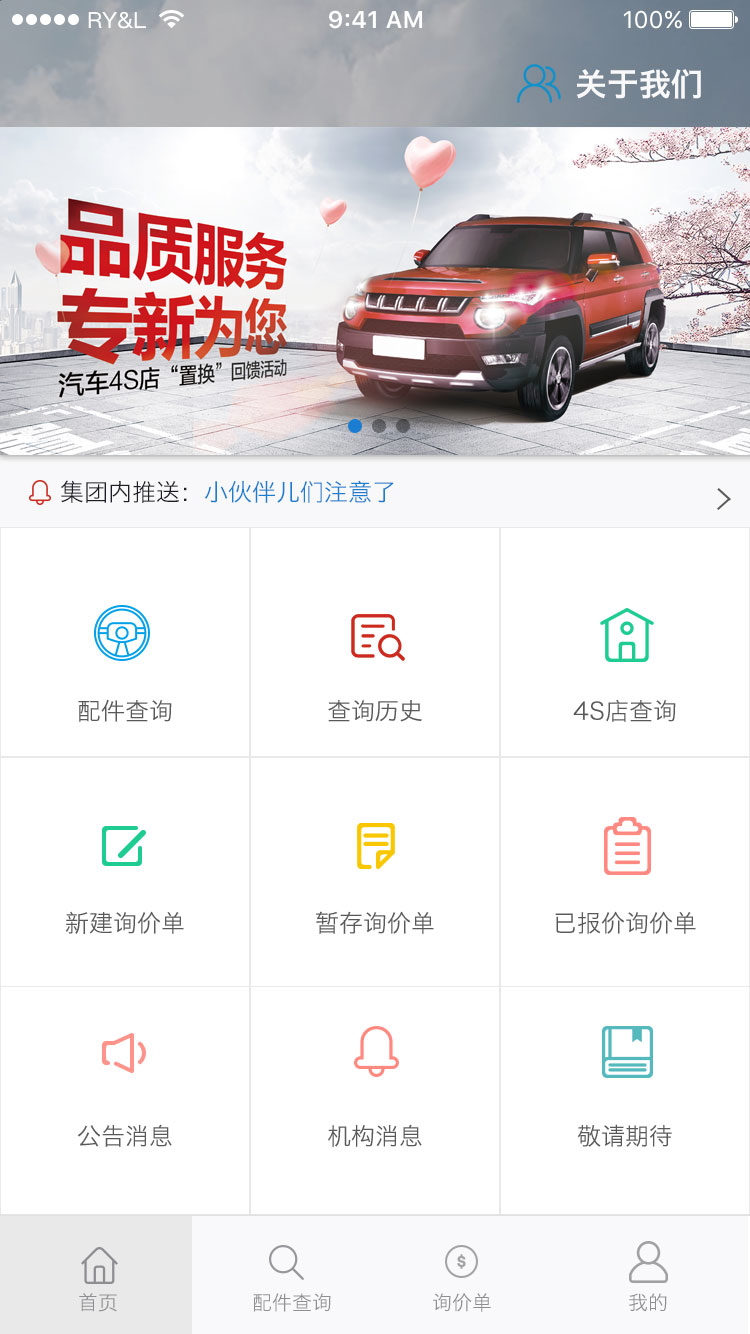 RY&L 9:41 AM 100%
关于我们
品质服务
专新为您
汽车4S店“置换”回馈活动
集团内推送：小伙伴儿们注意了
配件查询 查询历史 4S店查询
新建询价单 暂存询价单 已报价询价单
公告消息 机构消息 敬请期待
首页 配件查询 询价单 我的